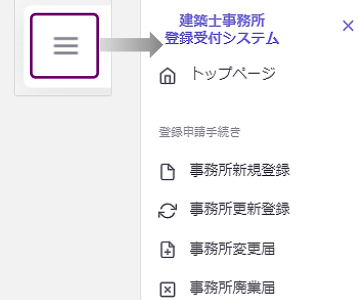 建築士事務所
登録受付システム
トップページ
登録申請手続き
事務所新規登録
事務所更新登録
事務所変更届
事務所廃業届